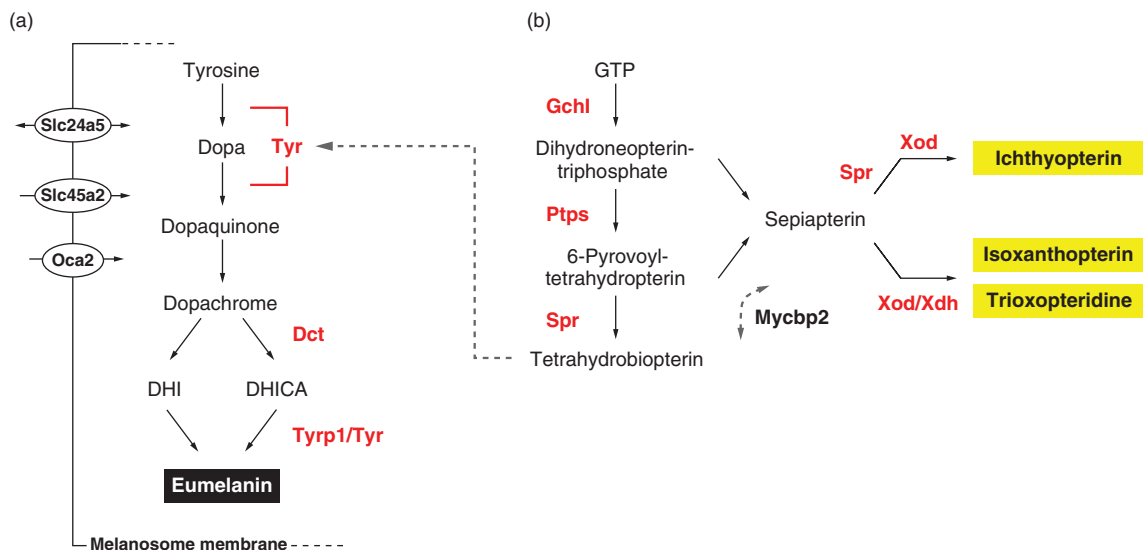 (a)
Tyrosine
Slc24a5
Dopa
Tyr
Slc45a2
Dopaquinone
Oca2
Dopachrome
Dct
DHI
DHICA
Tyrp1/Tyr
Eumelanin
Melanosome membrane
(b)
GTP
Gchl
Dihydroneopterin-
triphosphate
Ptps
6-Pyrovoyl-
tetrahydropterin
Spr
Tetrahydrobiopterin
Mycbp2
Sepiapterin
Spr
Xod
Ichthyopterin
Isoxanthopterin
Xod/Xdh
Trioxopteridine